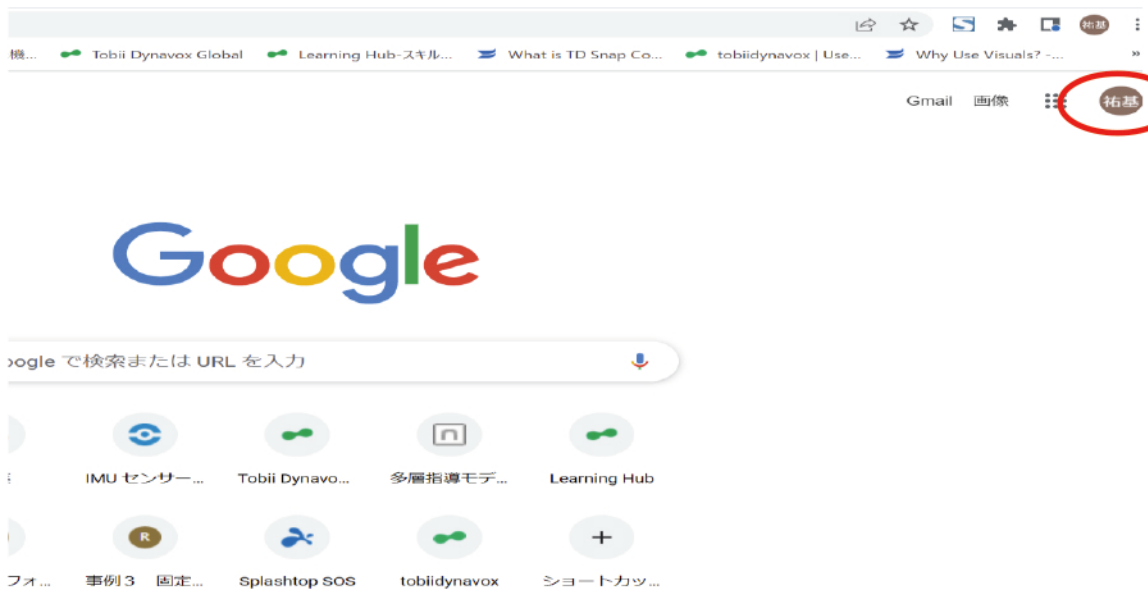 祐基
機... Tobii Dynavox Global Learning Hub-スキル... What is TD Snap Co... tobiidynavox | Use... Why Use Visuals? -... »
Gmail 画像 祐基
Google
oogle で検索または URL を入力
IMU センサー... Tobii Dynavo... 多層指導モデ... Learning Hub
R
フォ... 事例３ 固定... Splashtop SOS tobiidynavox ショートカッ...